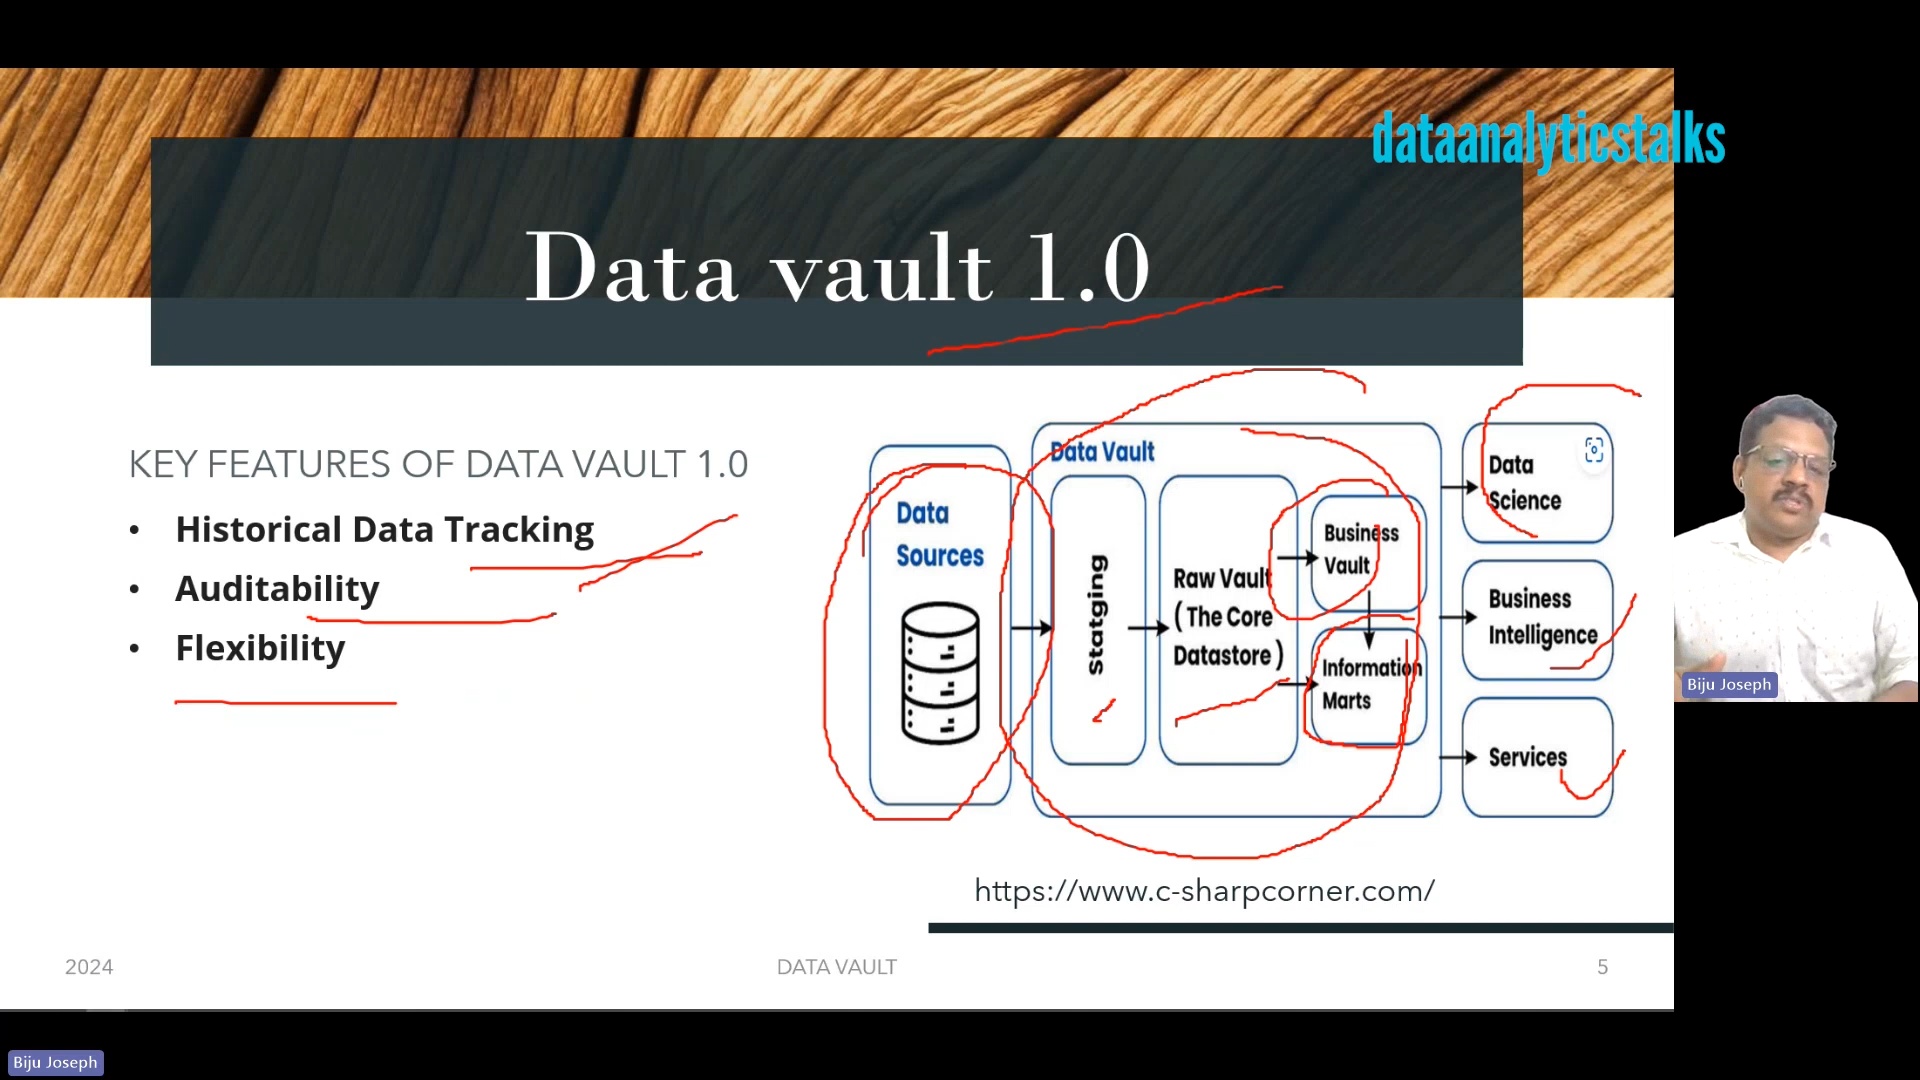 dataanalyticstalks
Data vault 1.0
KEY FEATURES OF DATA VAULT 1.0
• Historical Data Tracking
• Auditability
• Flexibility
Data
Sources
Data Vault
Statging
Raw Vault
( The Core
Datastore )
Business
Vault
Information
Marts
Data
Science
Business
Intelligence
Services
https://www.c-sharpcorner.com/
2024
DATA VAULT
5
Biju Joseph
Biju Joseph